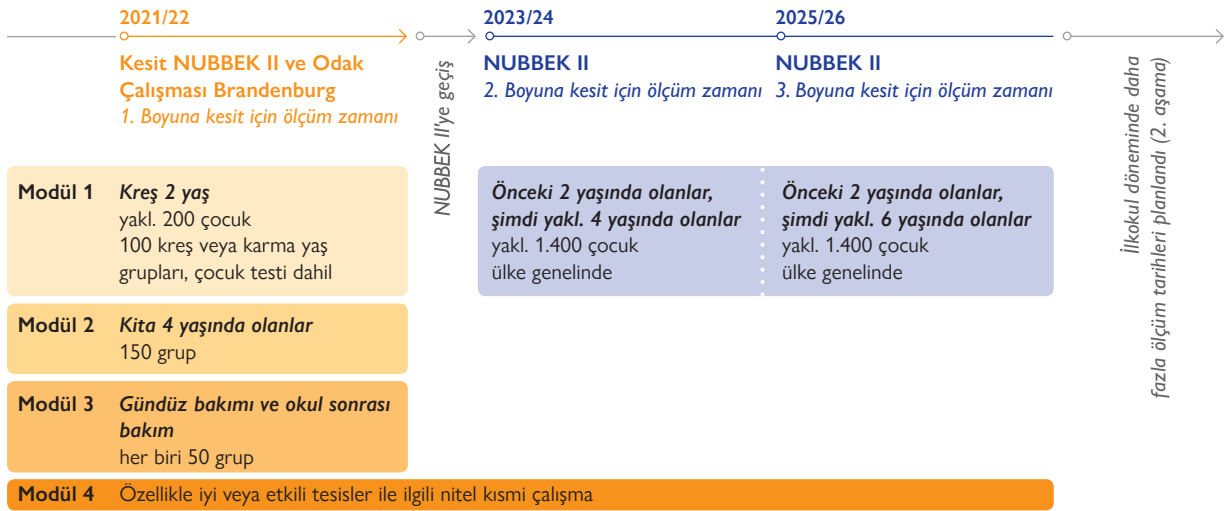 2021/22
Kesit NUBBEK II ve Odak
Çalışması Brandenburg
1. Boyuna kesit için ölçüm zamanı
NUBBEK II'ye geçiş
2023/24
NUBBEK II
2. Boyuna kesit için ölçüm zamanı
2025/26
NUBBEK II
3. Boyuna kesit için ölçüm zamanı
İlkokul döneminde daha
fazla ölçüm tarihleri planlandı (2. aşama)
Modül 1 Kreş 2 yaş
yakl. 200 çocuk
100 kreş veya karma yaş
grupları, çocuk testi dahil
Önceki 2 yaşında olanlar,
şimdi yakl. 4 yaşında olanlar
yakl. 1.400 çocuk
ülke genelinde
Önceki 2 yaşında olanlar,
şimdi yakl. 6 yaşında olanlar
yakl. 1.400 çocuk
ülke genelinde
Modül 2 Kita 4 yaşında olanlar
150 grup
Modül 3 Gündüz bakımı ve okul sonrası
bakım
her biri 50 grup
Modül 4 Özellikle iyi veya etkili tesisler ile ilgili nitel kısmi çalışma